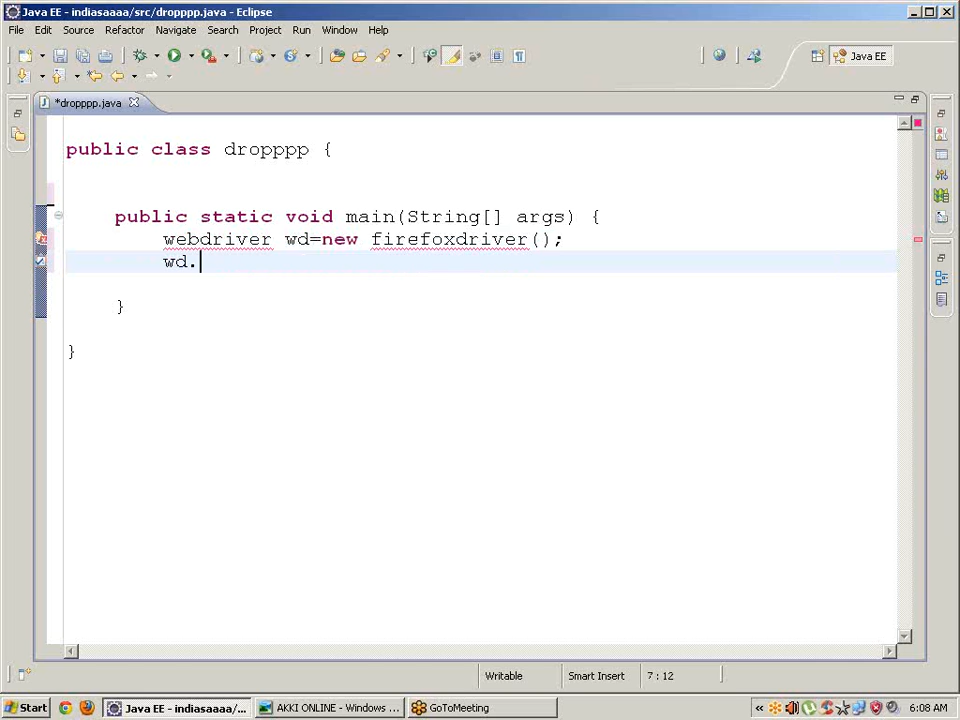 Java EE - indiasaaaa/src/dropppp.java - Eclipse
File Edit Source Refactor Navigate Search Project Run Window Help
Java EE
*dropppp.java
public class dropppp {
public static void main(String[] args) {
webdriver wd=new firefoxdriver();
wd.
}
}
Writable Smart Insert 7 : 12
Start Java EE - indiasaaaa/... AKKI ONLINE - Windows ... GoToMeeting « 6:08 AM